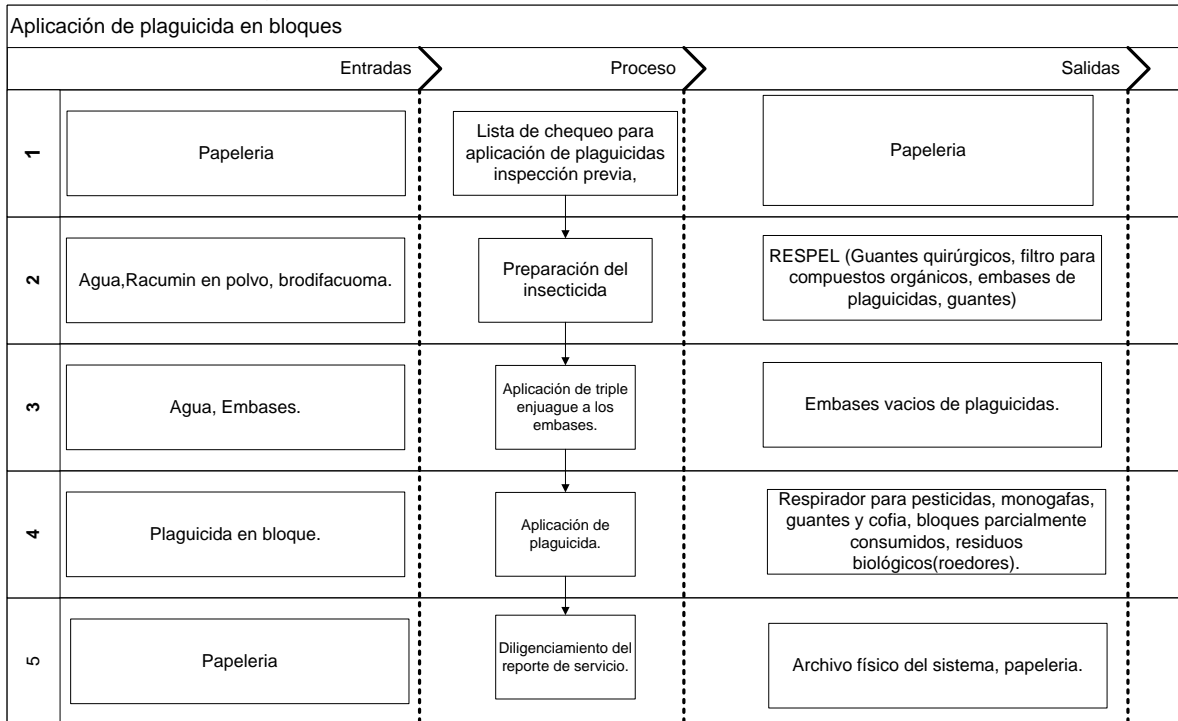 Aplicación de plaguicida en bloques
Entradas
Proceso
Salidas
1
Papeleria
Lista de chequeo para
aplicación de plaguicidas
inspección previa,
Papeleria
2
Agua,Racumin en polvo, brodifacuoma.
Preparación del
insecticida
RESPEL (Guantes quirúrgicos, filtro para
compuestos orgánicos, embases de
plaguicidas, guantes)
3
Agua, Embases.
Aplicación de triple
enjuague a los
embases.
Embases vacios de plaguicidas.
4
Plaguicida en bloque.
Aplicación de
plaguicida.
Respirador para pesticidas, monogafas,
guantes y cofia, bloques parcialmente
consumidos, residuos
biológicos(roedores).
5
Papeleria
Diligenciamiento del
reporte de servicio.
Archivo físico del sistema, papeleria.